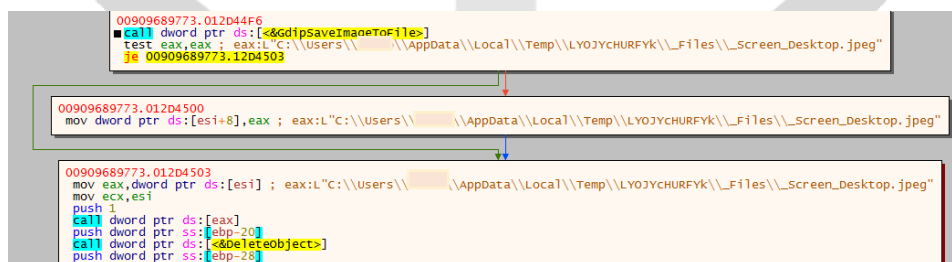 00909689773.012D44F6
call dword ptr ds:[<&GdipSaveImageToFile>]
test eax,eax ; eax:L"C:\\Users\\ \\AppData\\Local\\Temp\\LYOJYcHURFYk\\_Files\\_Screen_Desktop.jpeg"
je 00909689773.12D4503
00909689773.012D4500
mov dword ptr ds:[esi+8],eax ; eax:L"C:\\Users\\ \\AppData\\Local\\Temp\\LYOJYcHURFYk\\_Files\\_Screen_Desktop.jpeg"
00909689773.012D4503
mov eax,dword ptr ds:[esi] ; eax:L"C:\\Users\\ \\AppData\\Local\\Temp\\LYOJYcHURFYk\\_Files\\_Screen_Desktop.jpeg"
mov ecx,esi
push 1
call dword ptr ds:[eax]
push dword ptr ss:[ebp-20]
call dword ptr ds:[<&DeleteObject>]
push dword ptr ss:[ebp-28]